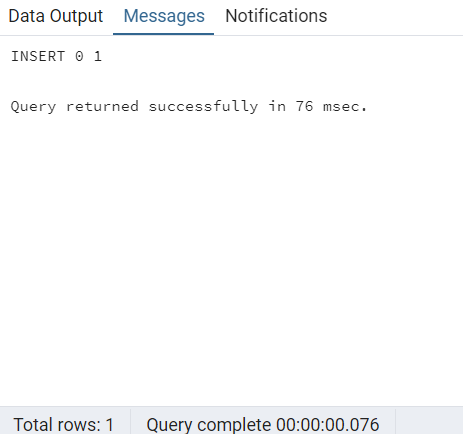 Data Output Messages Notifications
INSERT 0 1
Query returned successfully in 76 msec.
Total rows: 1 Query complete 00:00:00.076